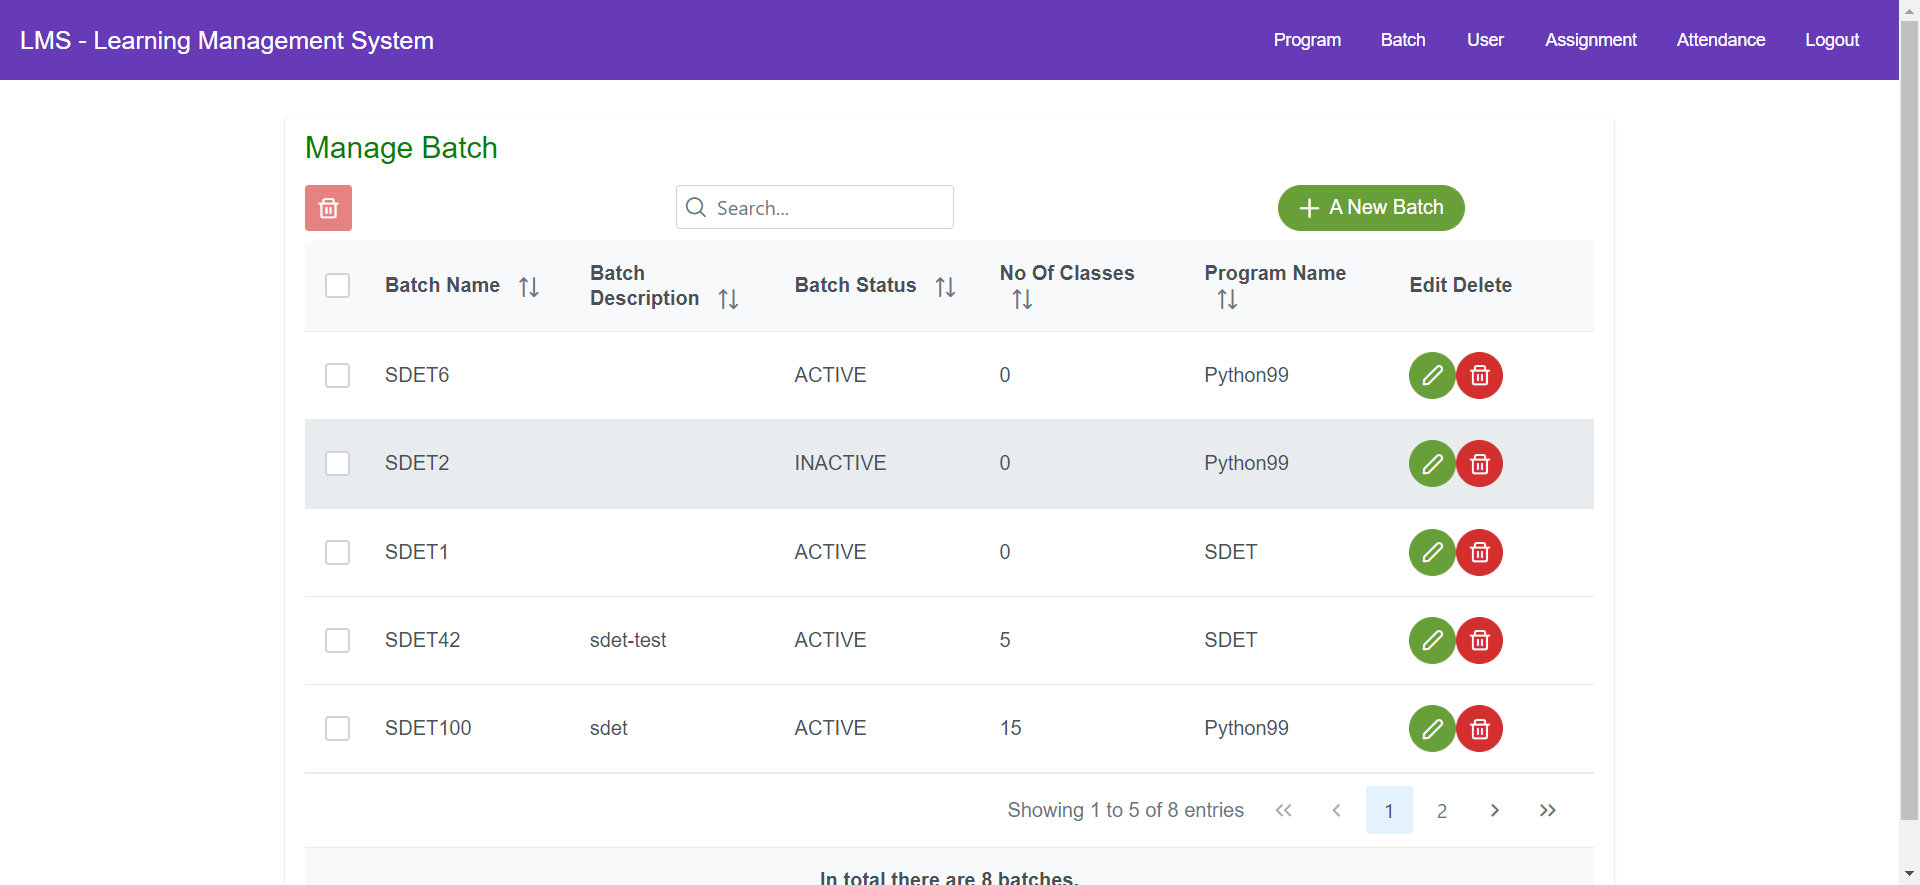 LMS - Learning Management System
Program Batch User Assignment Attendance Logout
Manage Batch
Search...
A New Batch
Batch Name
Batch Description
Batch Status
No Of Classes
Program Name
Edit Delete
SDET6 ACTIVE 0 Python99
SDET2 INACTIVE 0 Python99
SDET1 ACTIVE 0 SDET
SDET42 sdet-test ACTIVE 5 SDET
SDET100 sdet ACTIVE 15 Python99
Showing 1 to 5 of 8 entries << < 1 2 > >>
In total there are 8 batches.